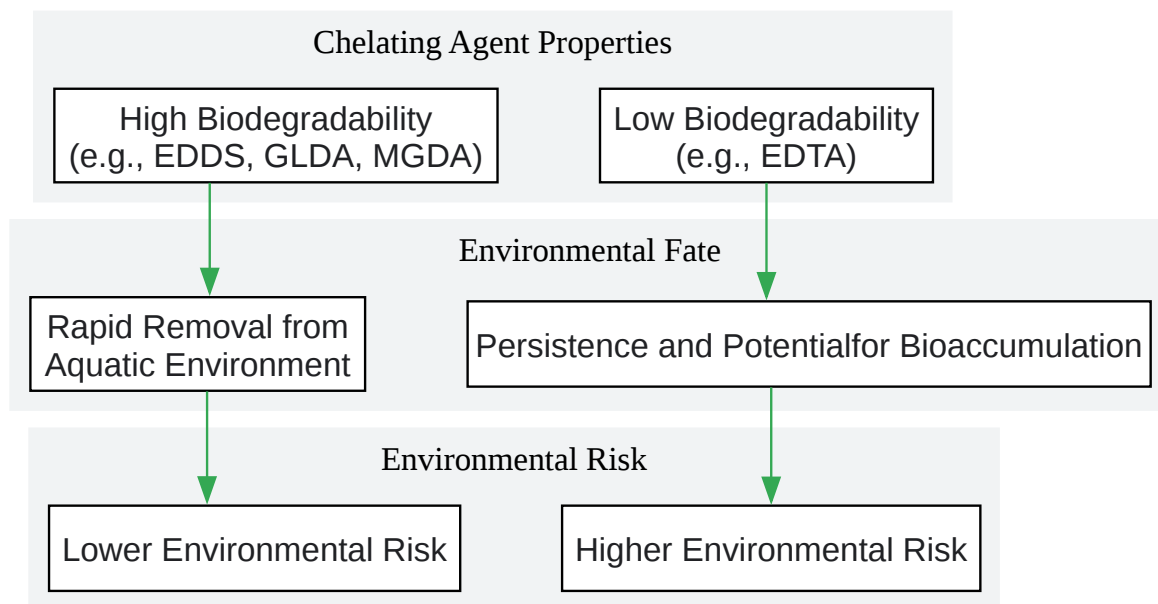 Chelating Agent Properties
High Biodegradability
(e.g., EDDS, GLDA, MGDA)
Low Biodegradability
(e.g., EDTA)
Environmental Fate
Rapid Removal from
Aquatic Environment
Persistence and Potentialfor Bioaccumulation
Environmental Risk
Lower Environmental Risk
Higher Environmental Risk